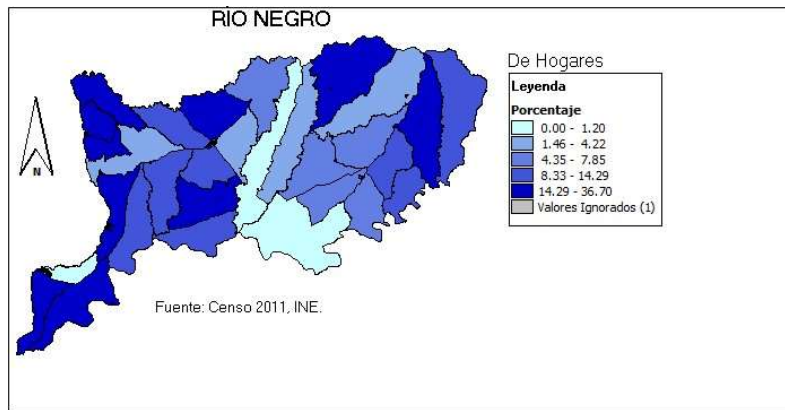 RÍO NEGRO
De Hogares
Leyenda
Porcentaje
0.00 - 1.20
1.46 - 4.22
4.35 - 7.85
8.33 - 14.29
14.29 - 36.70
Valores Ignorados (1)
N
Fuente: Censo 2011, INE.